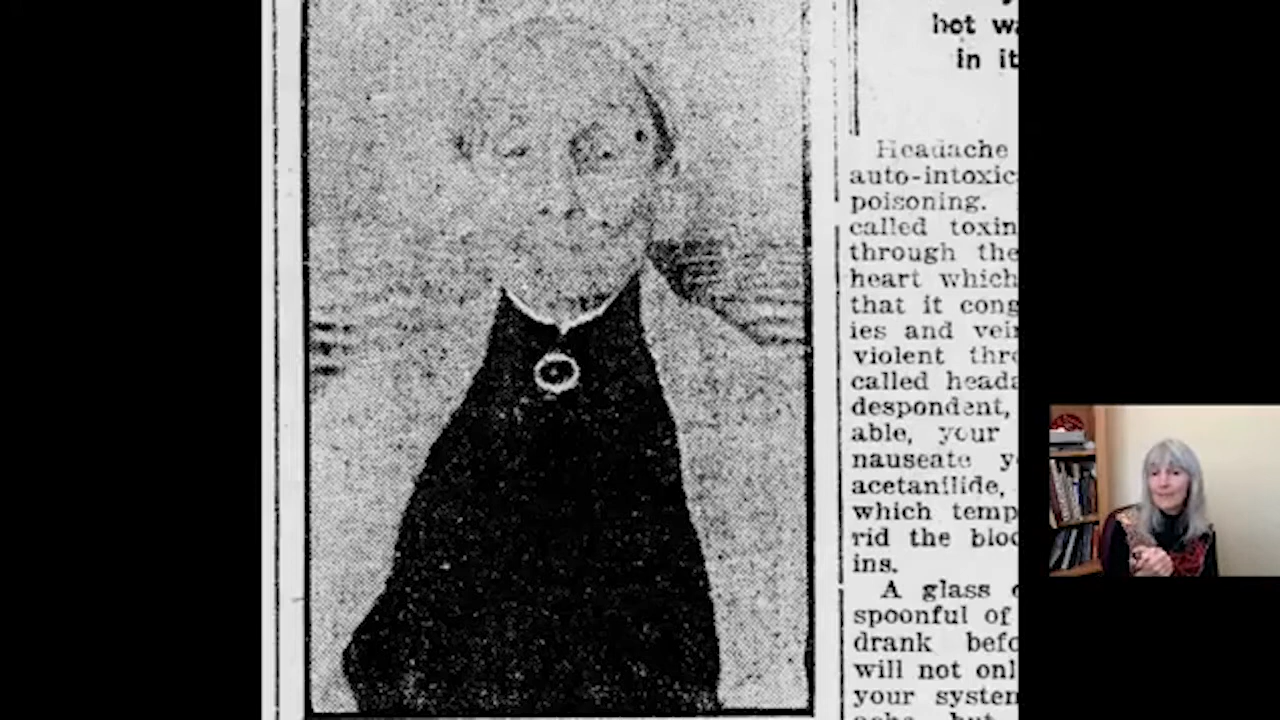 hot
in it
Headache
auto-intoxic
poisoning.
called toxin
through the
heart which
that it cong
ies and vei
violent thr
called heada
despondent,
able, your
nauseate y
acetanilide,
which temp
rid the bloo
ins.
A glass
spoonful of
drank befo
will not onl
your system